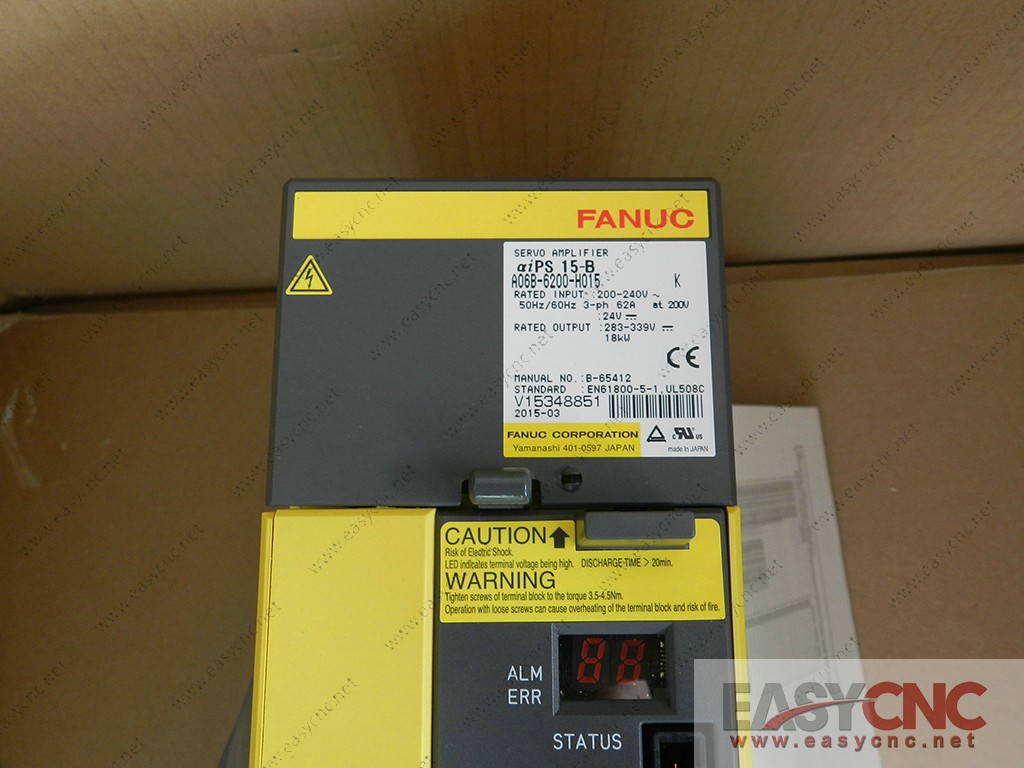 FANUC
SERVO AMPLIFIER
αiPS 15-B
A06B-6200-H015 K
RATED INPUT :200-240V ~
50Hz/60Hz 3-ph 62A at 200V
:24V
RATED OUTPUT :283-339V
18kW
CE
MANUAL NO.:B-65412
STANDARD :EN61800-5-1,UL508C
V15348851
2015-03
FANUC CORPORATION
Yamanashi 401-0597 JAPAN
c RU us
made in JAPAN
CAUTION
Risk of Electric Shock.
LED indicates terminal voltage being high. DISCHARGE-TIME > 20min.
WARNING
Tighten screws of terminal block to the torque 3.5-4.5Nm.
Operation with loose screws can cause overheating of the terminal block and risk of fire.
88
ALM
ERR
STATUS
EASYCNC
www.easycnc.net